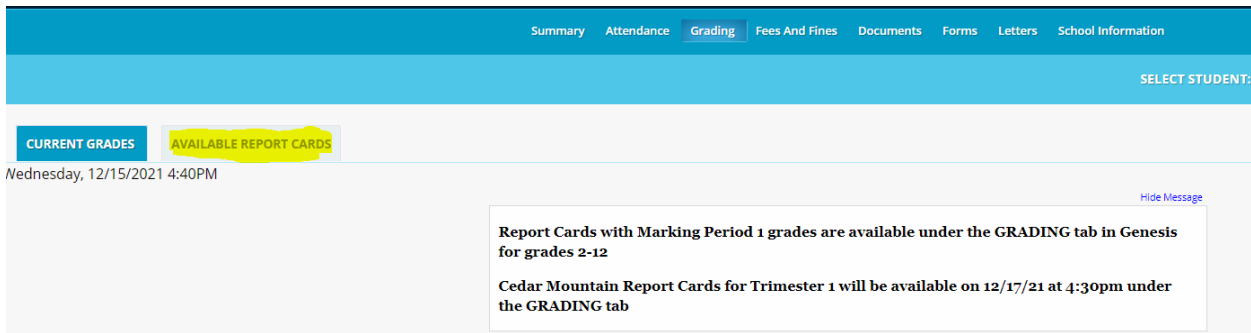 Summary Attendance Grading Fees And Fines Documents Forms Letters School Information
SELECT STUDENT:
CURRENT GRADES AVAILABLE REPORT CARDS
Wednesday, 12/15/2021 4:40PM
Hide Message
Report Cards with Marking Period 1 grades are available under the GRADING tab in Genesis
for grades 2-12
Cedar Mountain Report Cards for Trimester 1 will be available on 12/17/21 at 4:30pm under
the GRADING tab